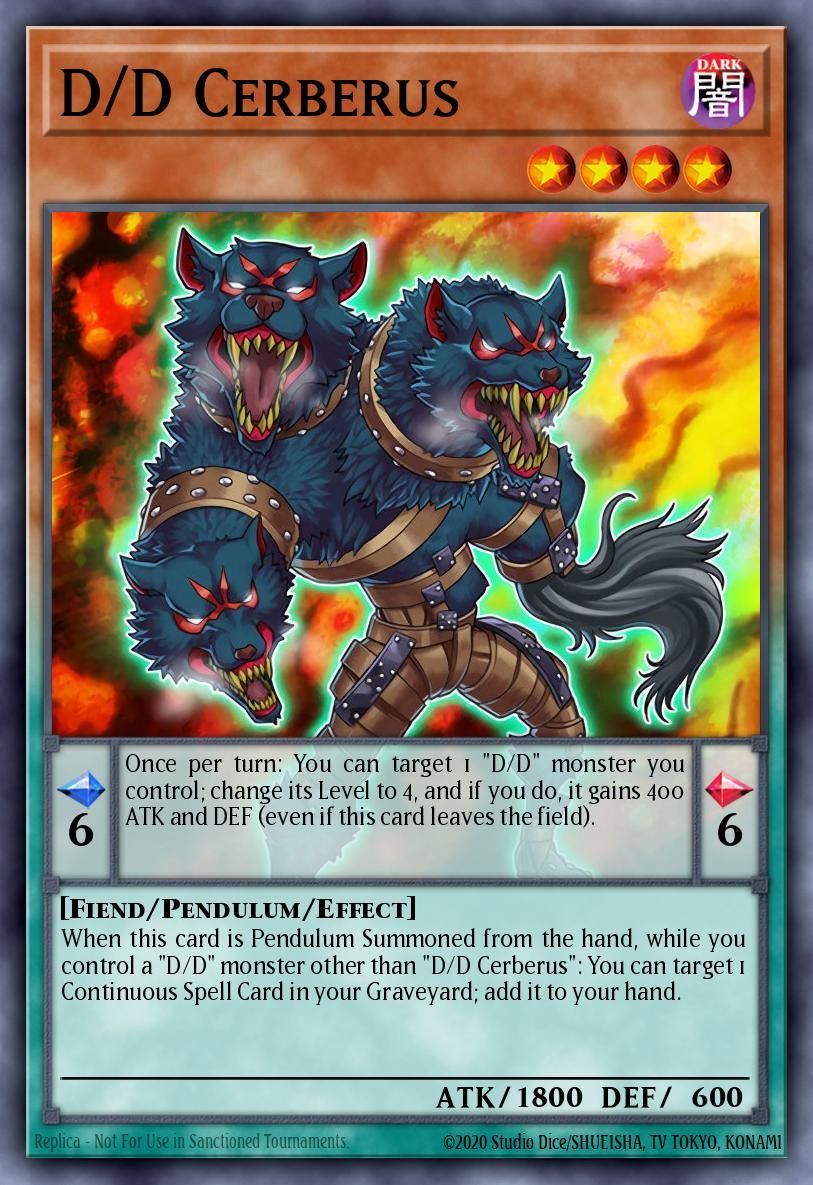 D/D Cerberus
DARK
闇
Once per turn: You can target 1 "D/D" monster you
control; change its Level to 4, and if you do, it gains 400
ATK and DEF (even if this card leaves the field).
6
6
[Fiend/Pendulum/Effect]
When this card is Pendulum Summoned from the hand, while you
control a "D/D" monster other than "D/D Cerberus": You can target 1
Continuous Spell Card in your Graveyard; add it to your hand.
ATK/1800 DEF/ 600
Replica - Not For Use in Sanctioned Tournaments.
©2020 Studio Dice/SHUEISHA, TV TOKYO, KONAMI